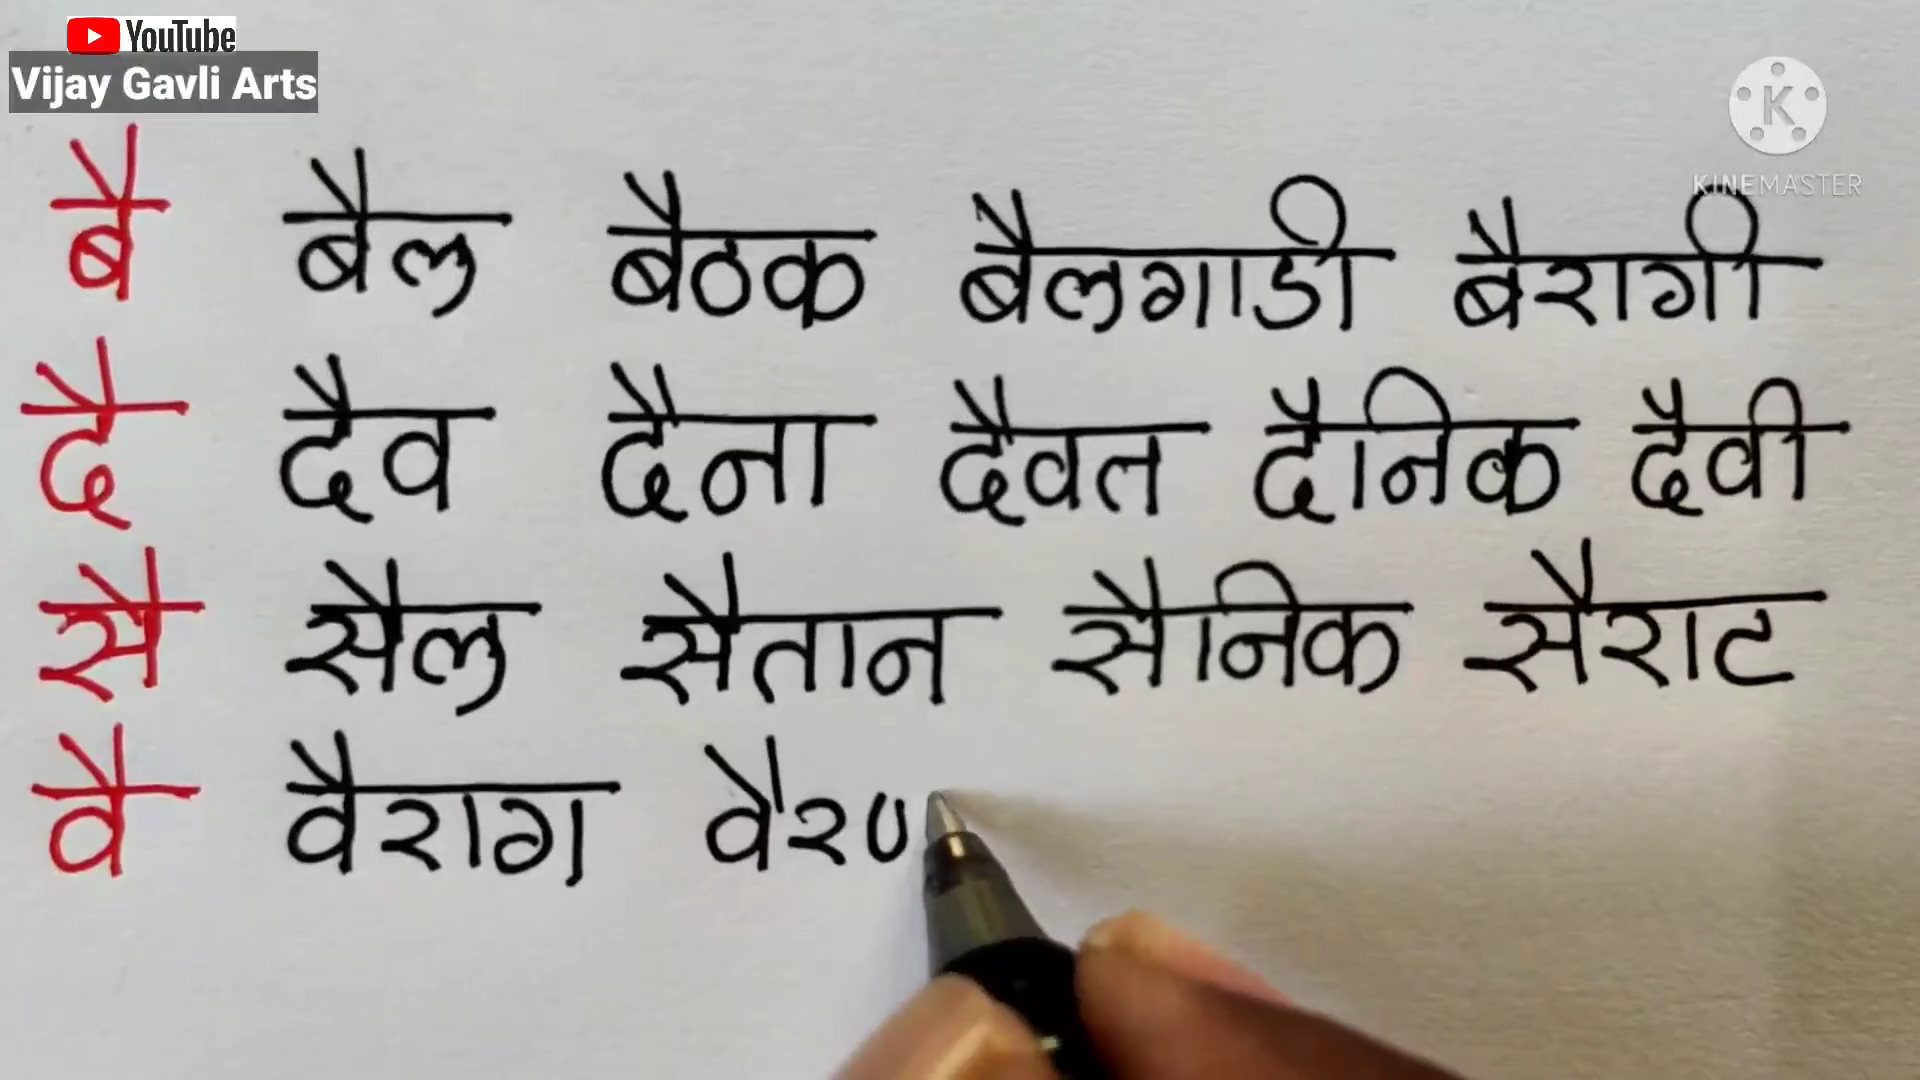 YouTube
Vijay Gavli Arts
KINEMASTER
बै बैल बैठक बैलगाडी बैरागी
दै दैव दैना दैवत दैनिक दैवी
सै सैल सैतान सैनिक सैराट
वै वैराग वैर